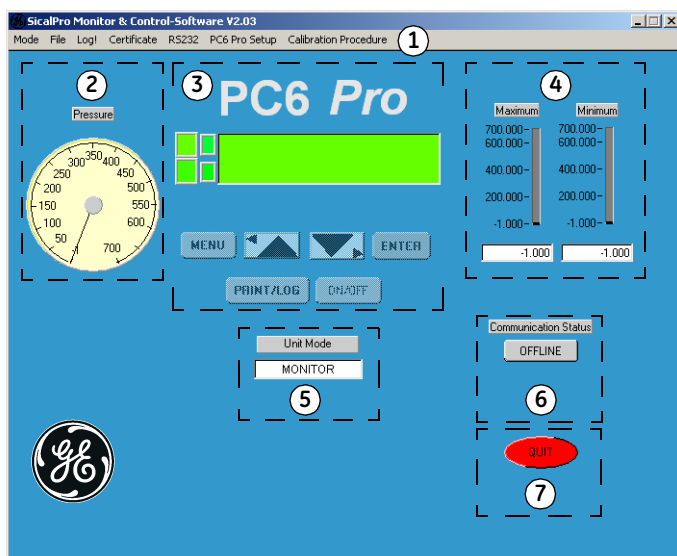 SicalPro Monitor & Control-Software V2.03
Mode File Log! Certificate RS232 PC6 Pro Setup Calibration Procedure
1
2
Pressure
-1
50
100
150
200
250
300
350
400
450
500
550
600
700
3
PC6 Pro
MENU
ENTER
PRINT/LOG
ON/OFF
4
Maximum Minimum
700.000 700.000
600.000 600.000
400.000 400.000
200.000 200.000
-1.000 -1.000
-1.000 -1.000
Unit Mode
MONITOR
5
Communication Status
OFFLINE
6
QUIT
7
GE